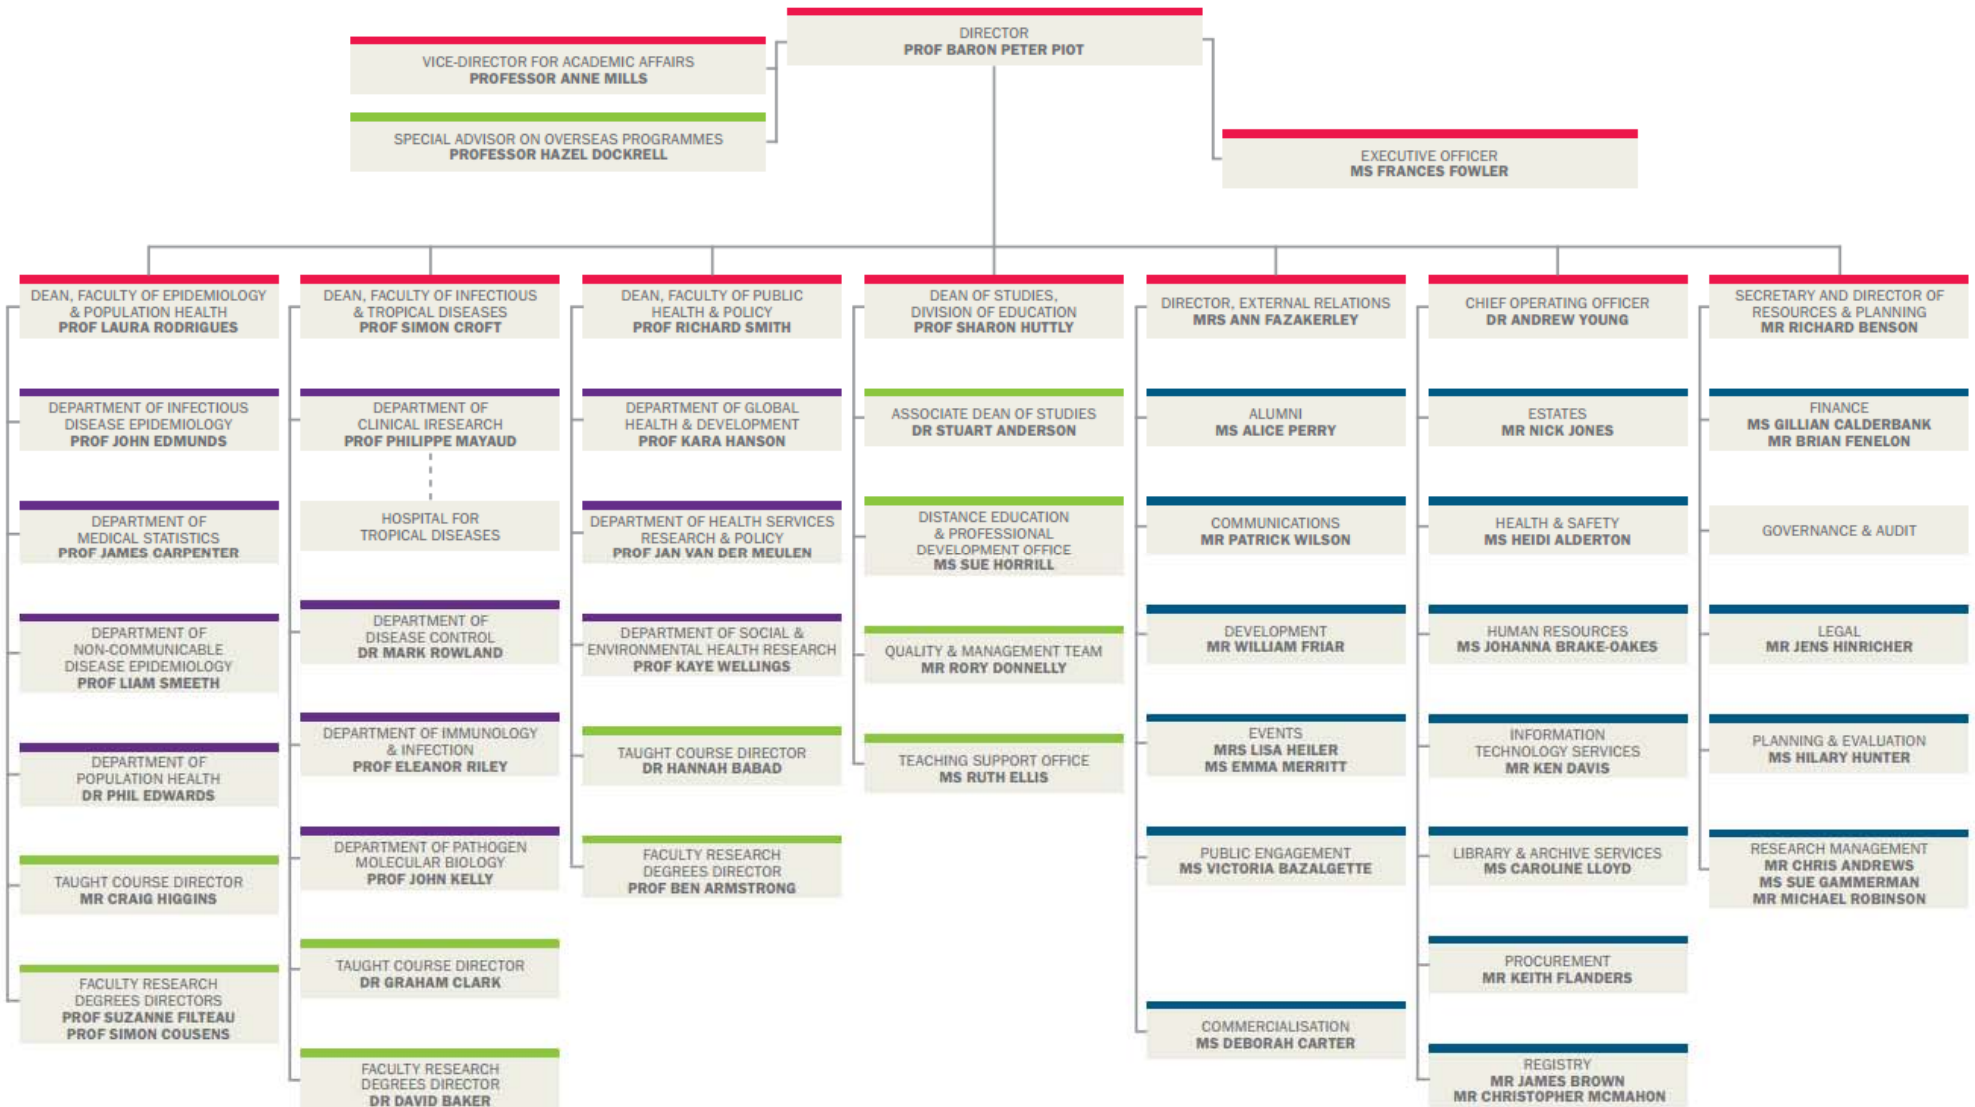 DIRECTOR
PROF BARON PETER PIOT
VICE-DIRECTOR FOR ACADEMIC AFFAIRS
PROFESSOR ANNE MILLS
SPECIAL ADVISOR ON OVERSEAS PROGRAMMES
PROFESSOR HAZEL DOCKRELL
EXECUTIVE OFFICER
MS FRANCES FOWLER
DEAN, FACULTY OF EPIDEMIOLOGY
& POPULATION HEALTH
PROF LAURA RODRIGUES
DEPARTMENT OF INFECTIOUS
DISEASE EPIDEMIOLOGY
PROF JOHN EDMUNDS
DEPARTMENT OF
MEDICAL STATISTICS
PROF JAMES CARPENTER
DEPARTMENT OF
NON-COMMUNICABLE
DISEASE EPIDEMIOLOGY
PROF LIAM SMEETH
DEPARTMENT OF
POPULATION HEALTH
DR PHIL EDWARDS
TAUGHT COURSE DIRECTOR
MR CRAIG HIGGINS
FACULTY RESEARCH
DEGREES DIRECTORS
PROF SUZANNE FILTEAU
PROF SIMON COUSENS
DEAN, FACULTY OF INFECTIOUS
& TROPICAL DISEASES
PROF SIMON CROFT
DEPARTMENT OF
CLINICAL IRESEARCH
PROF PHILIPPE MAYAUD
HOSPITAL FOR
TROPICAL DISEASES
DEPARTMENT OF
DISEASE CONTROL
DR MARK ROWLAND
DEPARTMENT OF IMMUNOLOGY
& INFECTION
PROF ELEANOR RILEY
DEPARTMENT OF PATHOGEN
MOLECULAR BIOLOGY
PROF JOHN KELLY
TAUGHT COURSE DIRECTOR
DR GRAHAM CLARK
FACULTY RESEARCH
DEGREES DIRECTOR
DR DAVID BAKER
DEAN, FACULTY OF PUBLIC
HEALTH & POLICY
PROF RICHARD SMITH
DEPARTMENT OF GLOBAL
HEALTH & DEVELOPMENT
PROF KARA HANSON
DEPARTMENT OF HEALTH SERVICES
RESEARCH & POLICY
PROF JAN VAN DER MEULEN
DEPARTMENT OF SOCIAL &
ENVIRONMENTAL HEALTH RESEARCH
PROF KAYE WELLINGS
TAUGHT COURSE DIRECTOR
DR HANNAH BABAD
FACULTY RESEARCH
DEGREES DIRECTOR
PROF BEN ARMSTRONG
DEAN OF STUDIES,
DIVISION OF EDUCATION
PROF SHARON HUTTLY
ASSOCIATE DEAN OF STUDIES
DR STUART ANDERSON
DISTANCE EDUCATION
& PROFESSIONAL
DEVELOPMENT OFFICE
MS SUE HORRILL
QUALITY & MANAGEMENT TEAM
MR RORY DONNELLY
TEACHING SUPPORT OFFICE
MS RUTH ELLIS
DIRECTOR, EXTERNAL RELATIONS
MRS ANN FAZAKERLEY
ALUMNI
MS ALICE PERRY
COMMUNICATIONS
MR PATRICK WILSON
DEVELOPMENT
MR WILLIAM FRIAR
EVENTS
MRS LISA HEILER
MS EMMA MERRITT
PUBLIC ENGAGEMENT
MS VICTORIA BAZALGETTE
COMMERCIALISATION
MS DEBORAH CARTER
CHIEF OPERATING OFFICER
DR ANDREW YOUNG
ESTATES
MR NICK JONES
HEALTH & SAFETY
MS HEIDI ALDERTON
HUMAN RESOURCES
MS JOHANNA BRAKE-OAKES
INFORMATION
TECHNOLOGY SERVICES
MR KEN DAVIS
LIBRARY & ARCHIVE SERVICES
MS CAROLINE LLOYD
PROCUREMENT
MR KEITH FLANDERS
REGISTRY
MR JAMES BROWN
MR CHRISTOPHER MCMAHON
SECRETARY AND DIRECTOR OF
RESOURCES & PLANNING
MR RICHARD BENSON
FINANCE
MS GILLIAN CALDERBANK
MR BRIAN FENELON
GOVERNANCE & AUDIT
LEGAL
MR JENS HINRICHER
PLANNING & EVALUATION
MS HILARY HUNTER
RESEARCH MANAGEMENT
MR CHRIS ANDREWS
MS SUE GAMMERMAN
MR MICHAEL ROBINSON